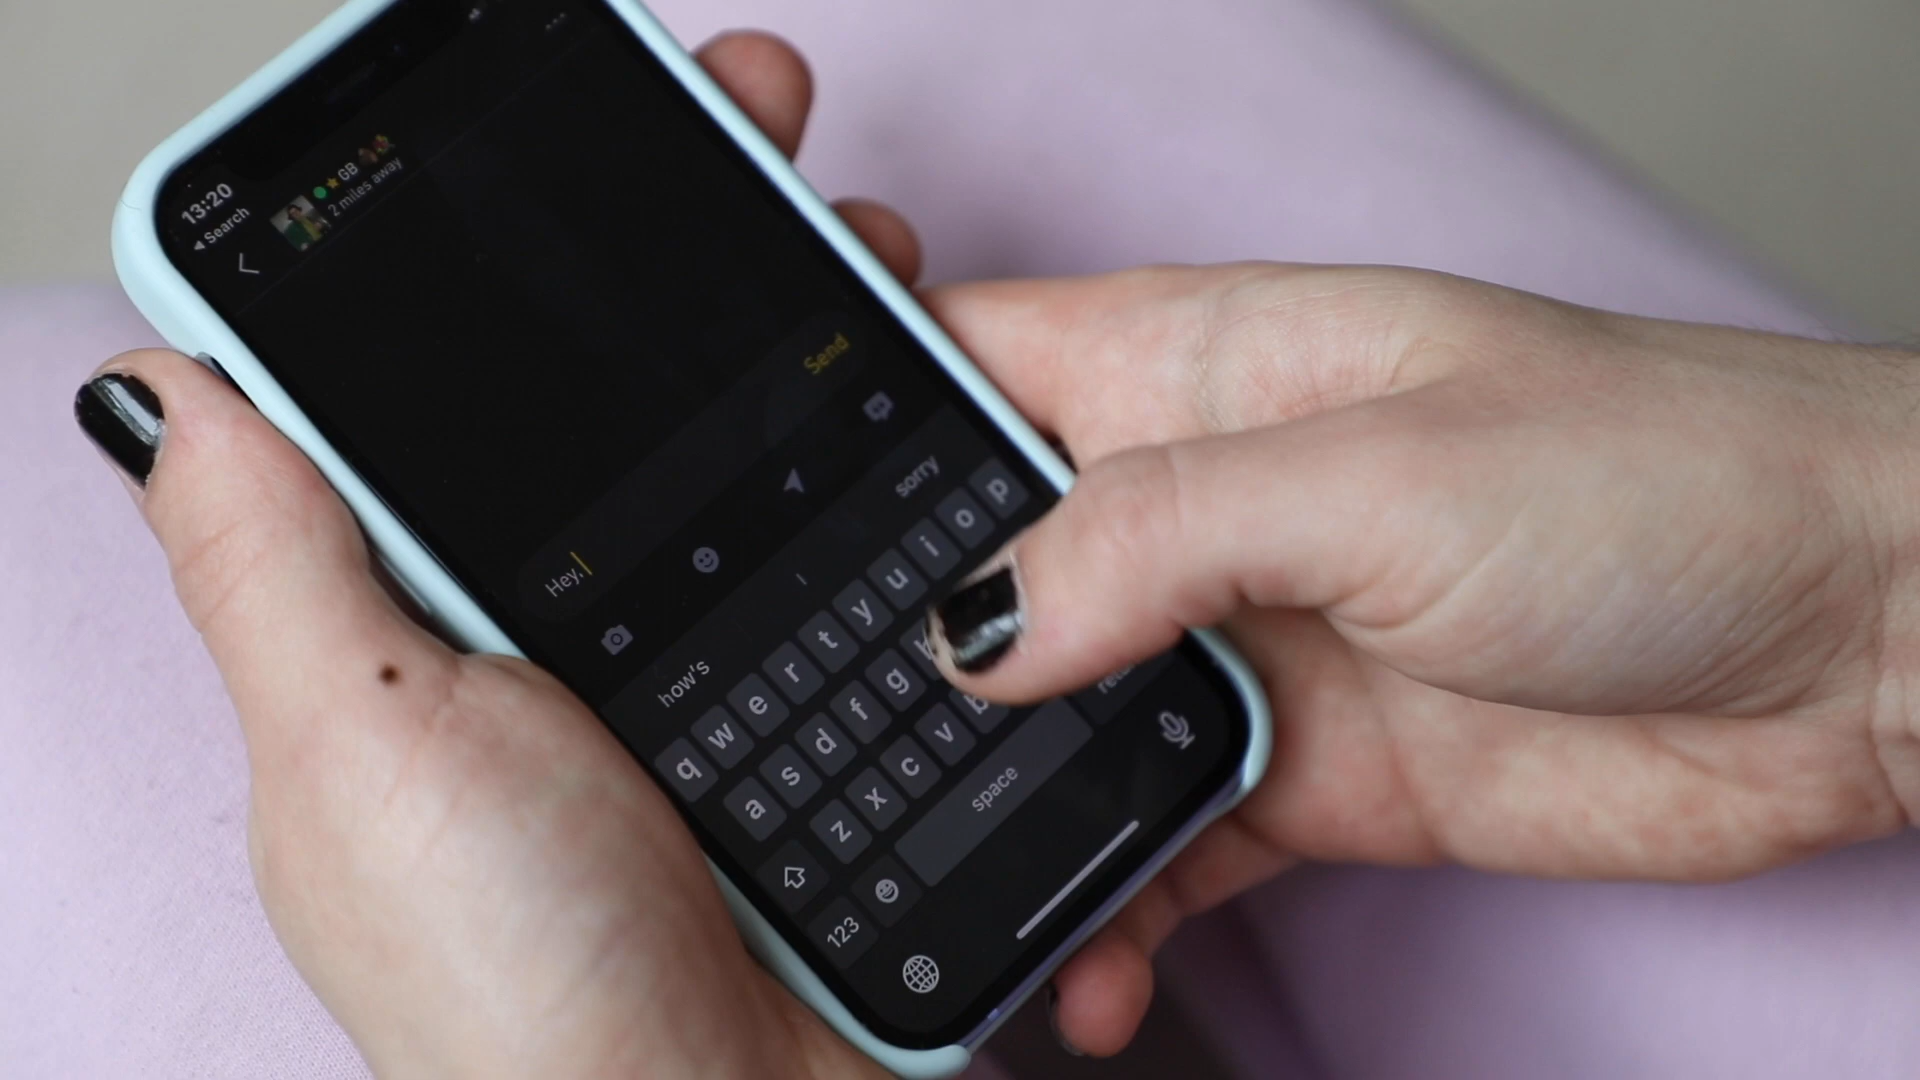 13:20
Search
GB
2 miles away
Send
Hey,
how's
sorry
q w e r t y u i o p
a s d f g
z x c v b
123
space